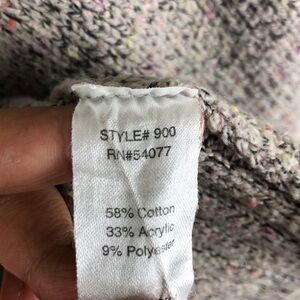 STYLE# 900
RN#54077
58% Cotton
33% Acrylic
9% Polyester